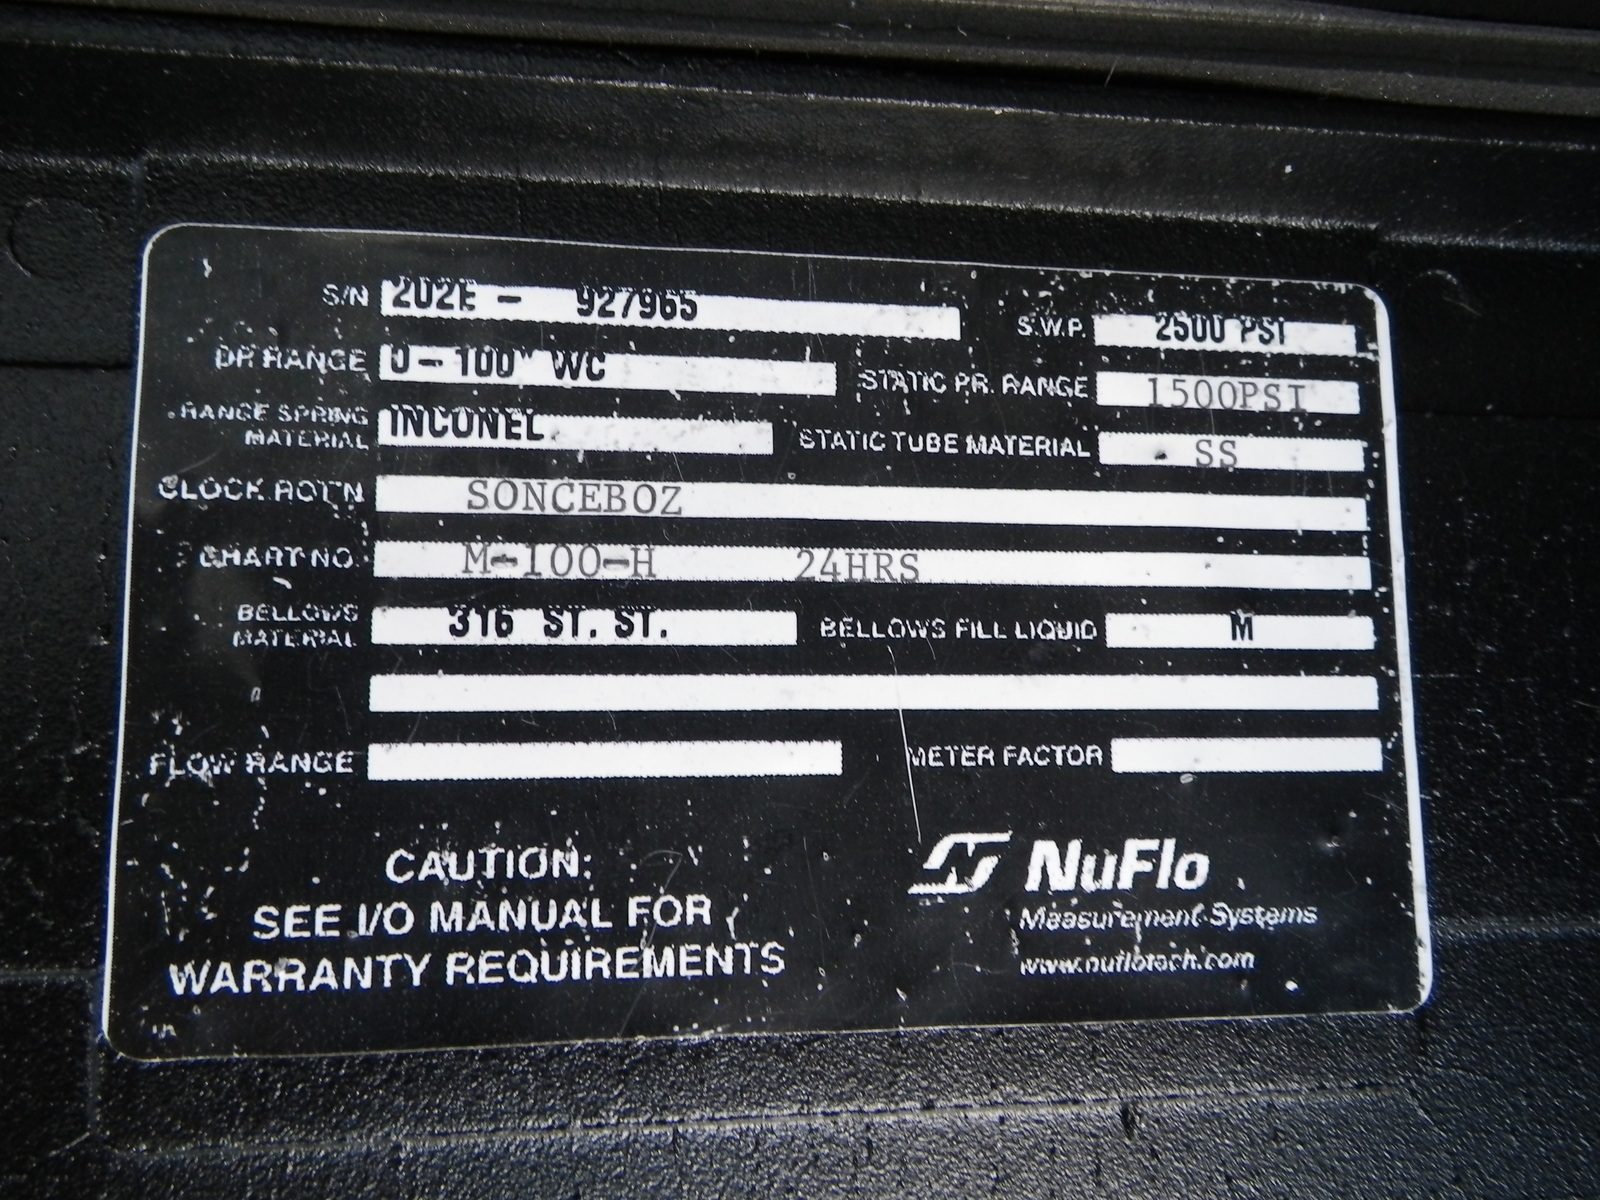 S/N 202E - 927965 S.W.P. 2500 PSI
DP RANGE 0-100" WC STATIC PR. RANGE 1500PSI
RANGE SPRING MATERIAL INCONEL STATIC TUBE MATERIAL SS
CLOCK ROT'N SONCEBOZ
CHART NO. M-100-H 24HRS
BELLOWS MATERIAL 316 ST. ST. BELLOWS FILL LIQUID M
FLOW RANGE METER FACTOR
CAUTION:
SEE I/O MANUAL FOR
WARRANTY REQUIREMENTS
NuFlo
Measurement Systems
www.nuflotech.com